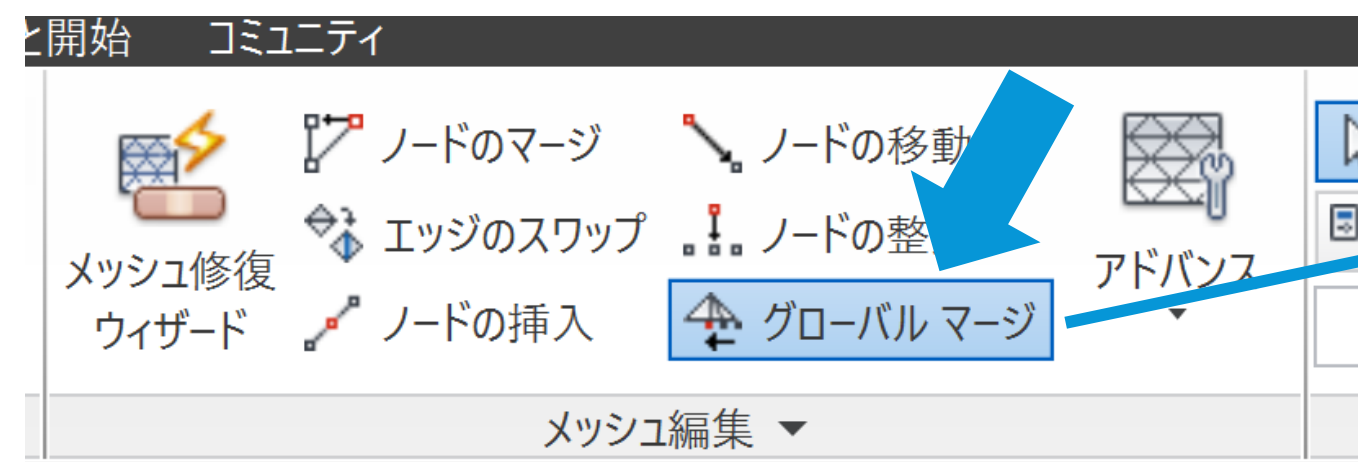 と開始 コミュニティ
メッシュ修復
ウィザード
ノードのマージ
エッジのスワップ
ノードの挿入
ノードの移動
ノードの整
グローバル マージ
アドバンス
メッシュ編集